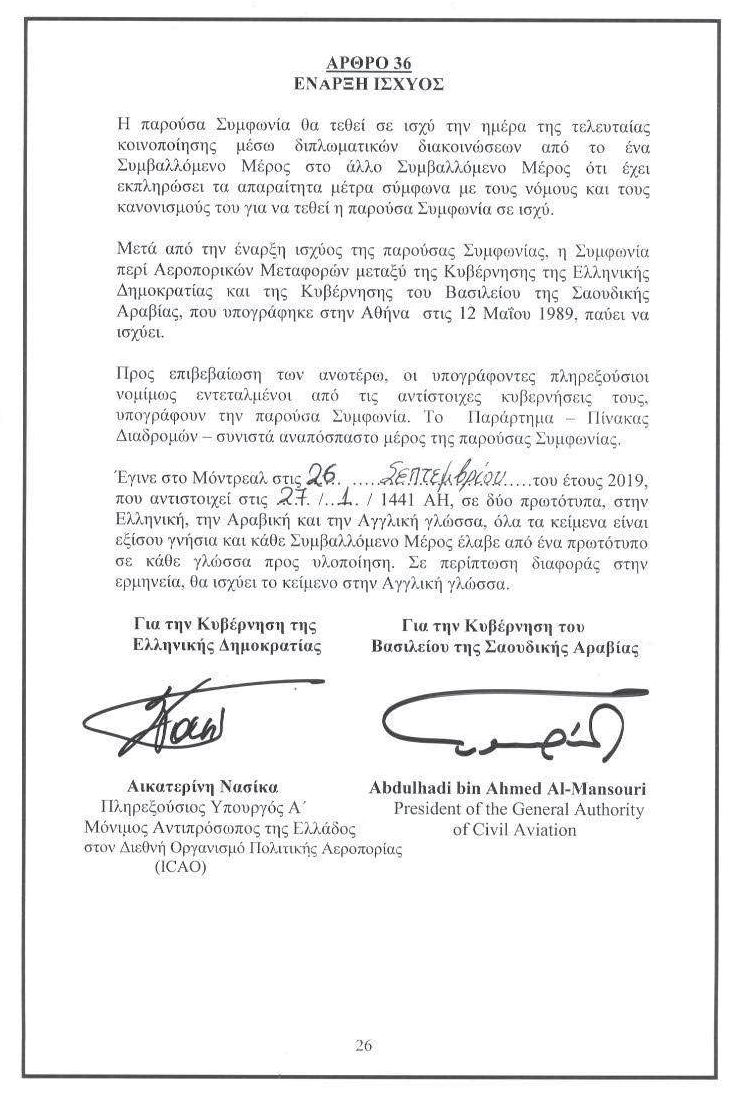 ΑΡΘΡΟ 36
ΕΝΑΡΞΗ ΙΣΧΥΟΣ
Η παρούσα Συμφωνία θα τεθεί σε ισχύ την ημέρα της τελευταίας
κοινοποίησης μέσω διπλωματικών διακοινώσεων από το ένα
Συμβαλλόμενο Μέρος στο άλλο Συμβαλλόμενο Μέρος ότι έχει
εκπληρώσει τα απαραίτητα μέτρα σύμφωνα με τους νόμους και τους
κανονισμούς του για να τεθεί η παρούσα Συμφωνία σε ισχύ.
Μετά από την έναρξη ισχύος της παρούσας Συμφωνίας, η Συμφωνία
περί Αεροπορικών Μεταφορών μεταξύ της Κυβέρνησης της Ελληνικής
Δημοκρατίας και της Κυβέρνησης του Βασιλείου της Σαουδικής
Αραβίας, που υπογράφηκε στην Αθήνα στις 12 Μαΐου 1989, παύει να
ισχύει.
Προς επιβεβαίωση των ανωτέρω, οι υπογράφοντες πληρεξούσιοι
νομίμως εντεταλμένοι από τις αντίστοιχες κυβερνήσεις τους,
υπογράφουν την παρούσα Συμφωνία. Το Παράρτημα – Πίνακας
Διαδρομών – συνιστά αναπόσπαστο μέρος της παρούσας Συμφωνίας.
Έγινε στο Μόντρεαλ στις 26. .....Σεπτεμβρίου.....του έτους 2019,
που αντιστοιχεί στις 27. /..1. / 1441 AH, σε δύο πρωτότυπα, στην
Ελληνική, την Αραβική και την Αγγλική γλώσσα, όλα τα κείμενα είναι
εξίσου γνήσια και κάθε Συμβαλλόμενο Μέρος έλαβε από ένα πρωτότυπο
σε κάθε γλώσσα προς υλοποίηση. Σε περίπτωση διαφοράς στην
ερμηνεία, θα ισχύει το κείμενο στην Αγγλική γλώσσα.
Για την Κυβέρνηση της
Ελληνικής Δημοκρατίας
Για την Κυβέρνηση του
Βασιλείου της Σαουδικής Αραβίας
Αικατερίνη Νασίκα
Πληρεξούσιος Υπουργός Α΄
Μόνιμος Αντιπρόσωπος της Ελλάδος
στον Διεθνή Οργανισμό Πολιτικής Αεροπορίας
(ICAO)
Abdulhadi bin Ahmed Al-Mansouri
President of the General Authority
of Civil Aviation
26